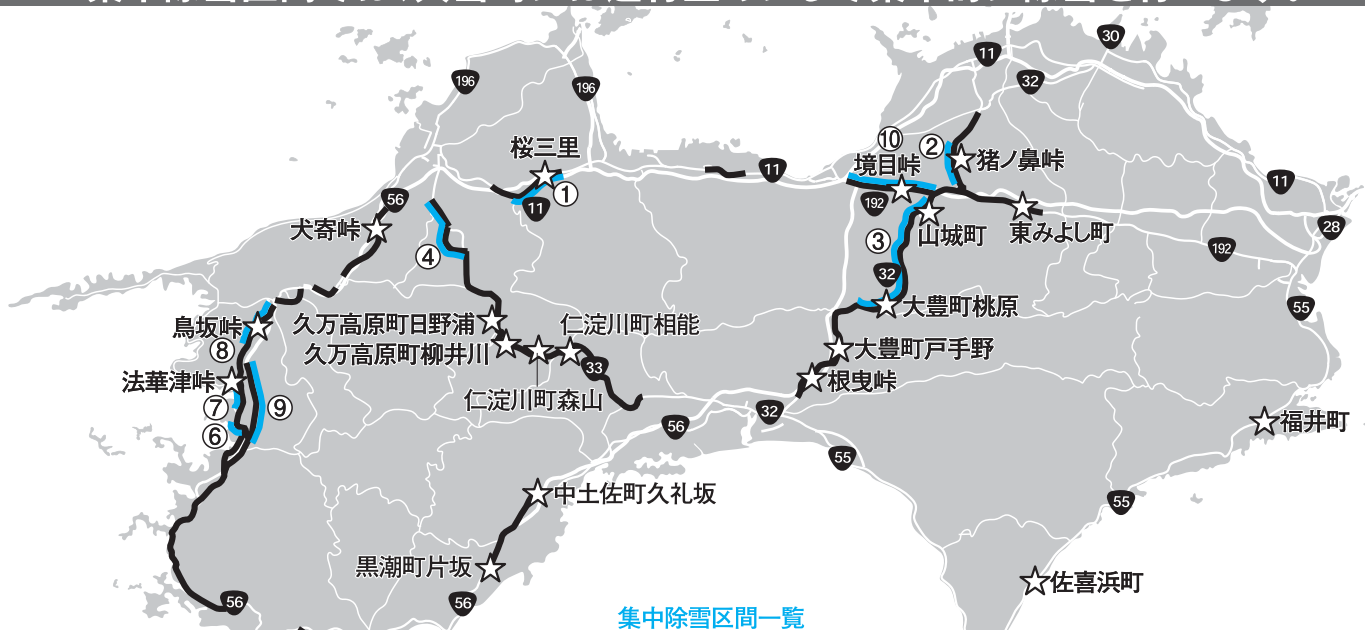 30
11
32
196
196
桜三里
⑩
②
境目峠
猪ノ鼻峠
11
①
11
192
11
56
犬寄峠
④
③
山城町
東みよし町
28
192
32
大豊町桃原
55
鳥坂峠
久万高原町日野浦
仁淀川町相能
⑧
久万高原町柳井川
大豊町戸手野
33
法華津峠
根曳峠
仁淀川町森山
⑦
⑨
⑥
32
56
福井町
55
中土佐町久礼坂
55
黒潮町片坂
佐喜浜町
56
56
集中除雪区間一覧